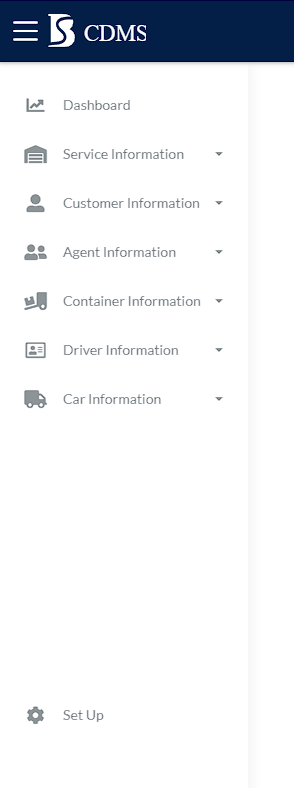 CDMS
Dashboard
Service Information
Customer Information
Agent Information
Container Information
Driver Information
Car Information
Set Up